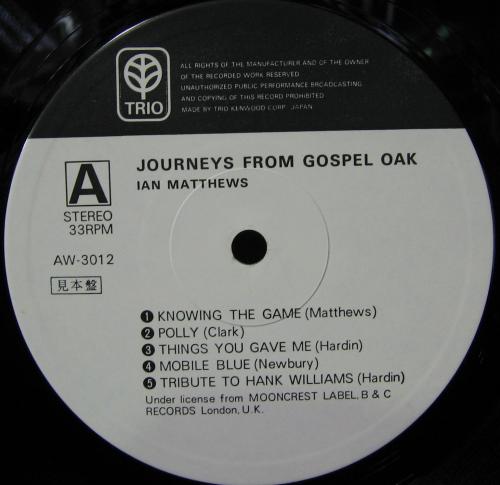 TRIO
ALL RIGHTS OF THE MANUFACTURER AND OF THE OWNER
OF THE RECORDED WORK RESERVED
UNAUTHORIZED PUBLIC PERFORMANCE BROADCASTING
AND COPYING OF THIS RECORD PROHIBITED
MADE BY TRIO KENWOOD CORP. JAPAN
A
STEREO
33RPM
AW-3012
見本盤
JOURNEYS FROM GOSPEL OAK
IAN MATTHEWS
❶ KNOWING THE GAME (Matthews)
❷ POLLY (Clark)
❸ THINGS YOU GAVE ME (Hardin)
❹ MOBILE BLUE (Newbury)
❺ TRIBUTE TO HANK WILLIAMS (Hardin)
Under license from MOONCREST LABEL, B & C
RECORDS London, U.K.